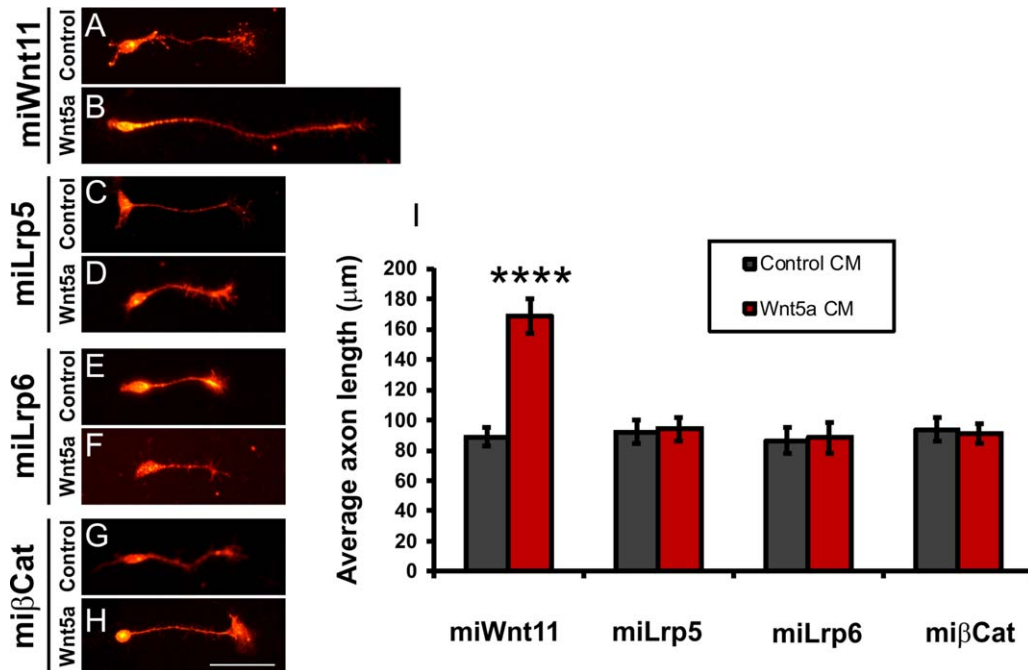 miWnt11
Control
A
Wnt5a
B
miLrp5
Control
C
Wnt5a
D
miLrp6
Control
E
Wnt5a
F
miβCat
Control
G
Wnt5a
H
I
Control CM
Wnt5a CM
****
Average axon length (μm)
200
180
160
140
120
100
80
60
40
20
0
miWnt11 miLrp5 miLrp6 miβCat